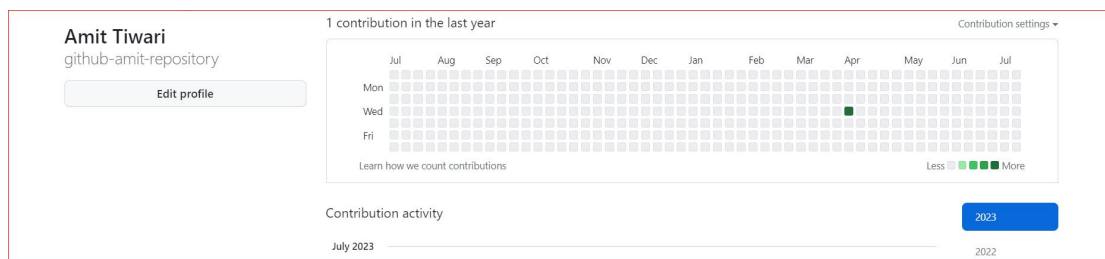 Amit Tiwari
github-amit-repository
Edit profile
1 contribution in the last year
Contribution settings
Jul Aug Sep Oct Nov Dec Jan Feb Mar Apr May Jun Jul
Mon
Wed
Fri
Learn how we count contributions
Less More
Contribution activity
2023
July 2023
2022